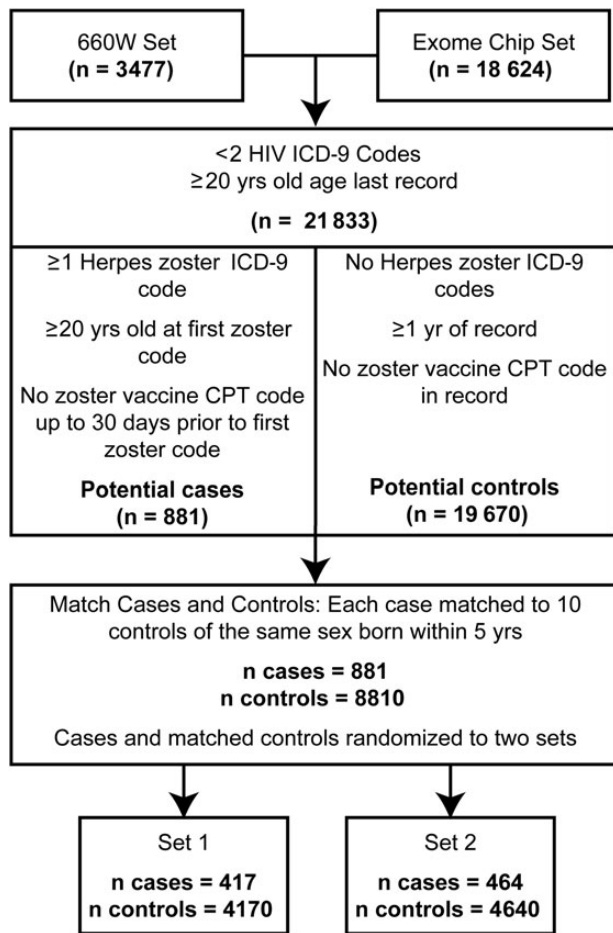 660W Set
(n = 3477)
Exome Chip Set
(n = 18 624)
<2 HIV ICD-9 Codes
≥20 yrs old age last record
(n = 21 833)
≥1 Herpes zoster ICD-9
code
≥20 yrs old at first zoster
code
No zoster vaccine CPT code
up to 30 days prior to first
zoster code
Potential cases
(n = 881)
No Herpes zoster ICD-9
codes
≥1 yr of record
No zoster vaccine CPT code
in record
Potential controls
(n = 19 670)
Match Cases and Controls: Each case matched to 10
controls of the same sex born within 5 yrs
n cases = 881
n controls = 8810
Cases and matched controls randomized to two sets
Set 1
n cases = 417
n controls = 4170
Set 2
n cases = 464
n controls = 4640